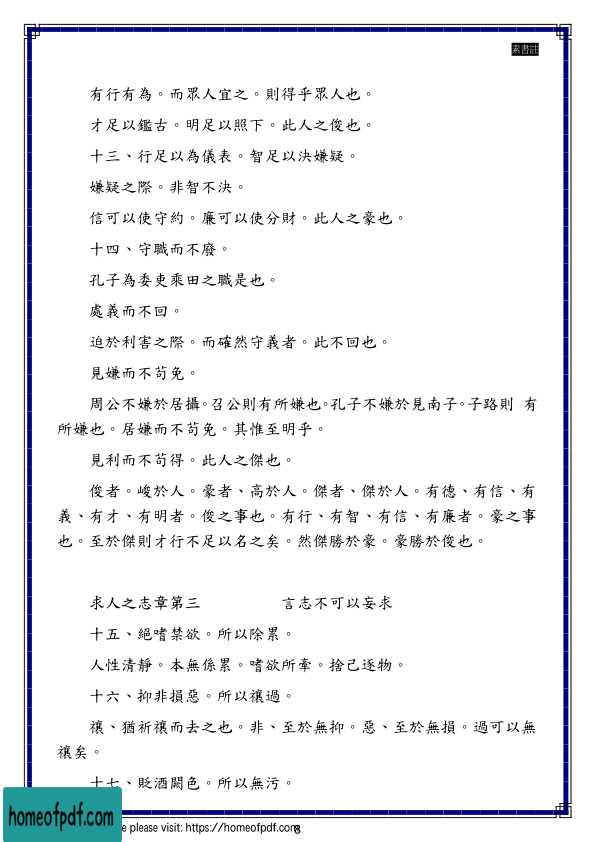 素書註
有行有為。而眾人宜之。則得乎眾人也。
才足以鑑古。明足以照下。此人之俊也。
十三、行足以為儀表。智足以決嫌疑。
嫌疑之際。非智不決。
信可以使守約。廉可以使分財。此人之豪也。
十四、守職而不廢。
孔子為委吏乘田之職是也。
處義而不回。
迫於利害之際。而確然守義者。此不回也。
見嫌而不苟免。
周公不嫌於居攝。召公則有所嫌也。孔子不嫌於見南子。子路則 有
所嫌也。居嫌而不苟免。其惟至明乎。
見利而不苟得。此人之傑也。
俊者。峻於人。豪者、高於人。傑者、傑於人。有德、有信、有
義、有才、有明者。俊之事也。有行、有智、有信、有廉者。豪之事
也。至於傑則才行不足以名之矣。然傑勝於豪。豪勝於俊也。
求人之志章第三 言志不可以妄求
十五、絕嗜禁欲。所以除累。
人性清靜。本無係累。嗜欲所牽。捨己逐物。
十六、抑非損惡。所以禳過。
禳、猶祈禳而去之也。非、至於無抑。惡、至於無損。過可以無
禳矣。
十七、貶酒闕色。所以無污。
homeofpdf.com
e please visit: https://homeofpdf.com
8